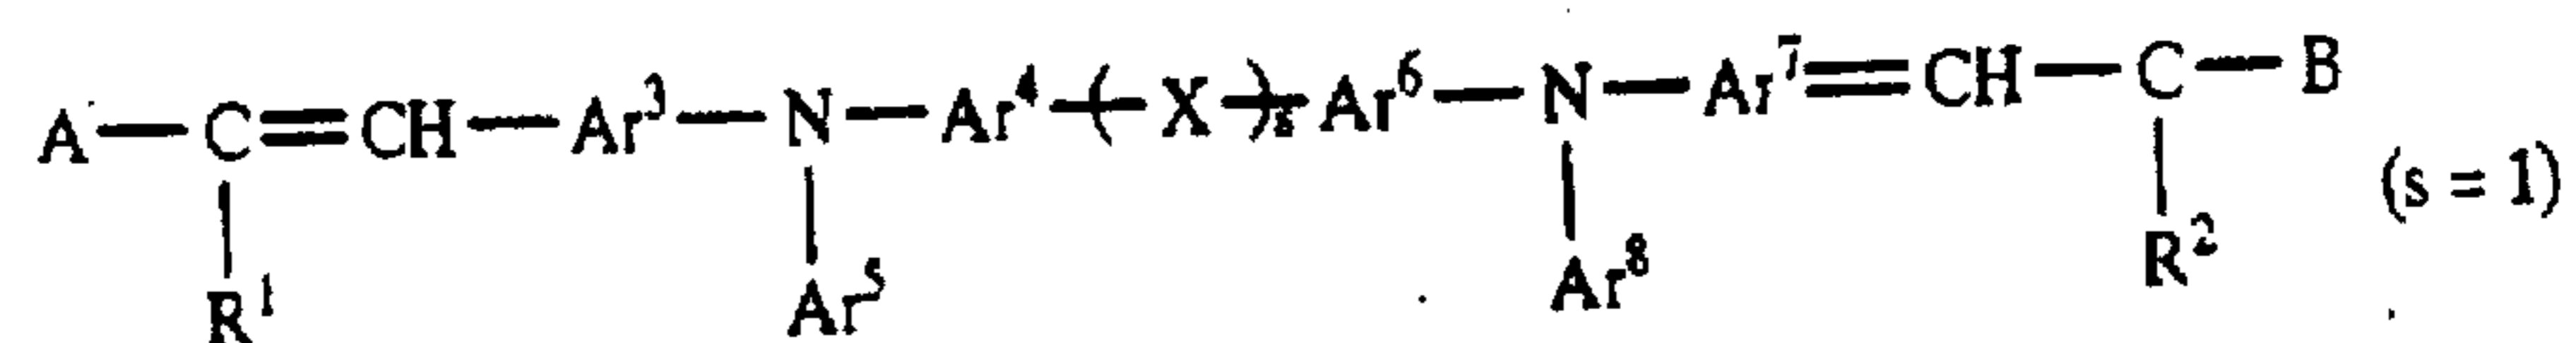 A—C=CH—Ar³—N—Ar⁴—(X)ₛ—Ar⁶—N—Ar⁷=CH—C—B
(s = 1)
R¹ Ar⁵ Ar⁸ R²